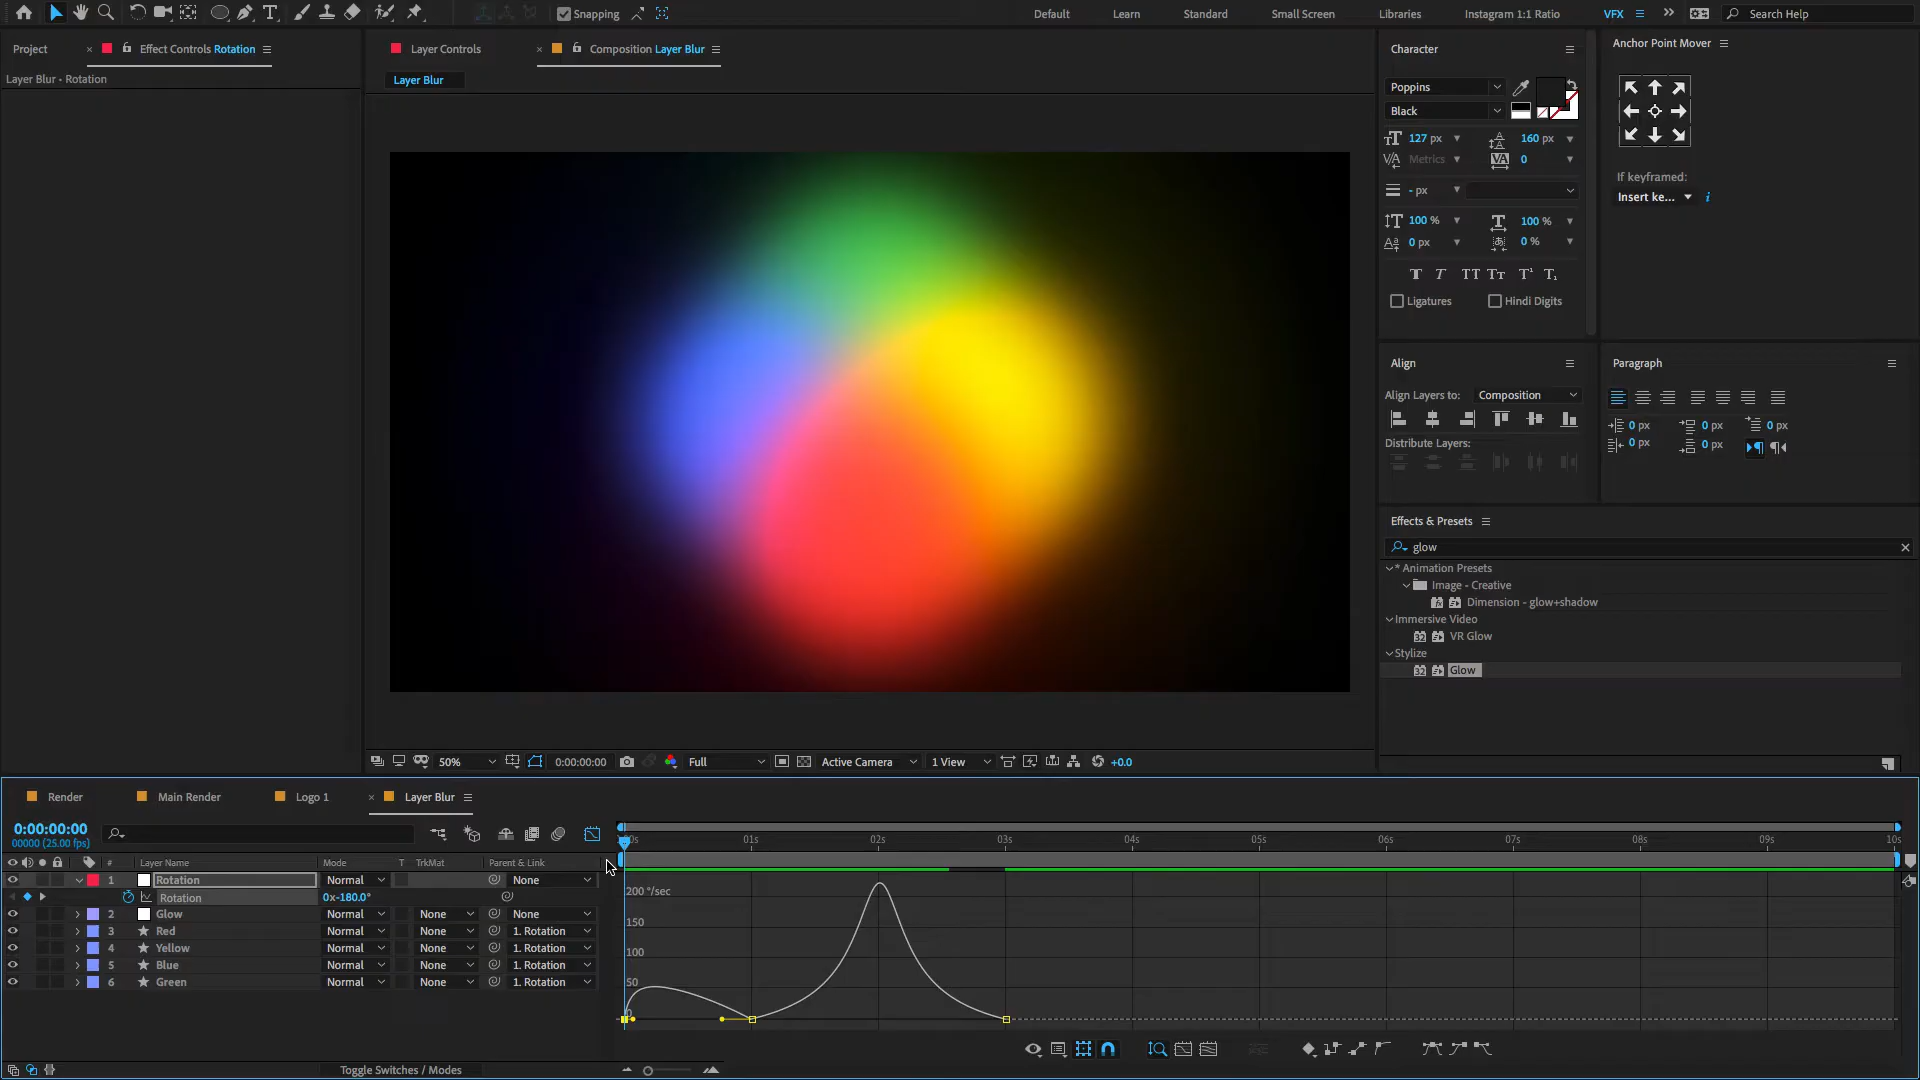 Snapping
Default
Learn
Standard
Small Screen
Libraries
Instagram 1:1 Ratio
VFX
Search Help
Project
Effect Controls Rotation
Layer Controls
Composition Layer Blur
Character
Anchor Point Mover
Layer Blur - Rotation
Layer Blur
Poppins
Black
127 px
160 px
Metrics
0
If keyframed:
Insert ke...
- px
100 %
100 %
0 px
0 %
Ligatures
Hindi Digits
Align
Paragraph
Align Layers to:
Composition
0 px
0 px
0 px
0 px
0 px
Distribute Layers:
Effects & Presets
glow
* Animation Presets
Image - Creative
Dimension - glow+shadow
Immersive Video
VR Glow
Stylize
Glow
50%
0:00:00:00
Full
Active Camera
1 View
+0.0
Render
Main Render
Logo 1
Layer Blur
0:00:00:00
00000 (25.00 fps)
01s
02s
03s
04s
05s
06s
07s
08s
09s
10s
#
Layer Name
Mode
T
TrkMat
Parent & Link
1
Rotation
Normal
None
Rotation
0x-180.0°
2
Glow
Normal
None
None
3
Red
Normal
None
1. Rotation
4
Yellow
Normal
None
1. Rotation
5
Blue
Normal
None
1. Rotation
6
Green
Normal
None
1. Rotation
200 °/sec
150
100
50
0
Toggle Switches / Modes